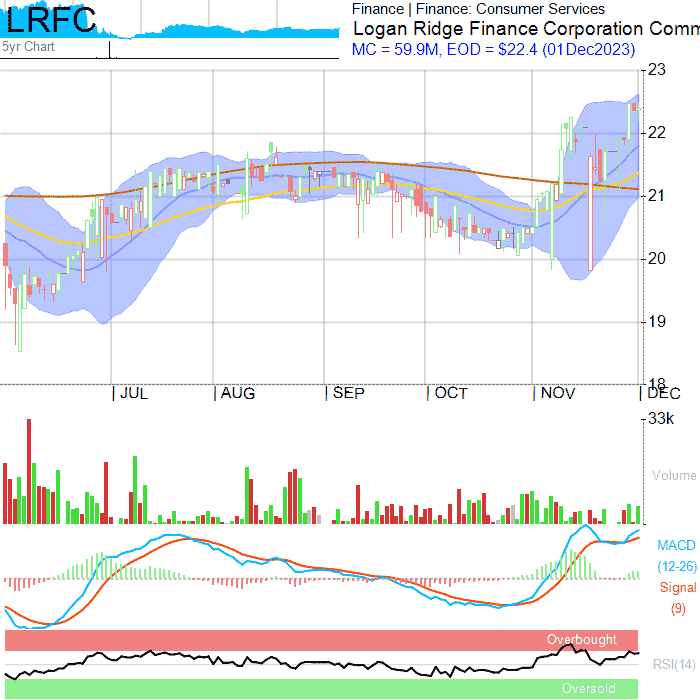 LRFC
5yr Chart
Finance | Finance: Consumer Services
Logan Ridge Finance Corporation Comm
MC = 59.9M, EOD = $22.4 (01Dec2023)
23
22
21
20
19
18
JUL AUG SEP OCT NOV DEC
33k
Volume
MACD
(12-26)
Signal
(9)
Overbought
RSI(14)
Oversold